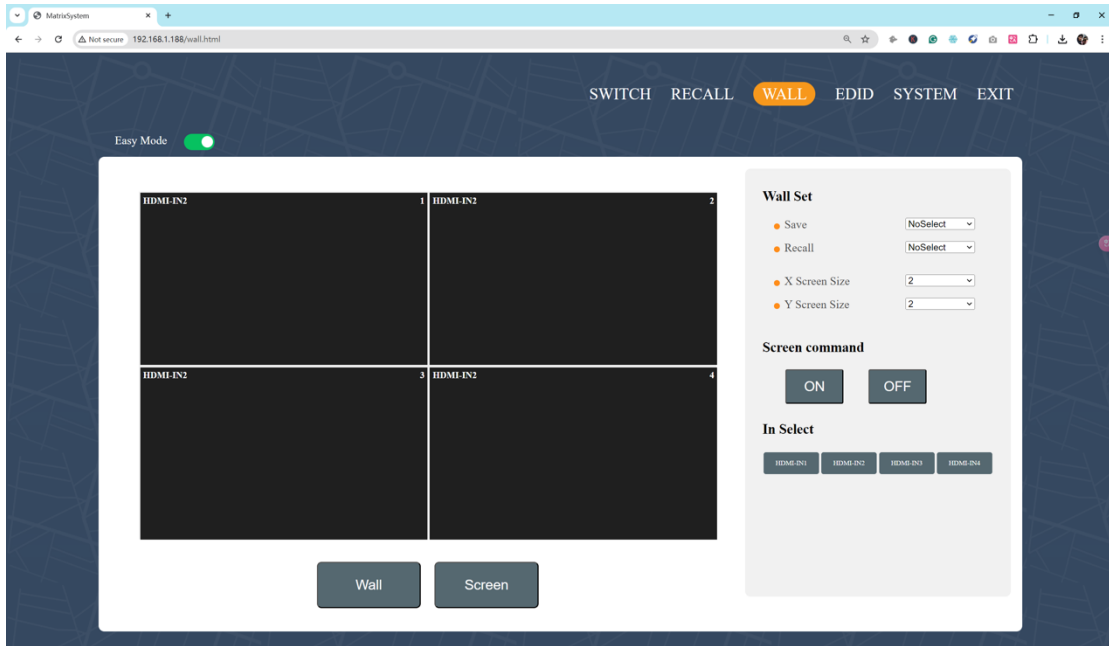 MatrixSystem
Not secure 192.168.1.188/wall.html
SWITCH RECALL WALL EDID SYSTEM EXIT
Easy Mode
HDMI-IN2 1 HDMI-IN2 2
HDMI-IN2 3 HDMI-IN2 4
Wall Screen
Wall Set
Save NoSelect
Recall NoSelect
X Screen Size 2
Y Screen Size 2
Screen command
ON OFF
In Select
HDMI-IN1 HDMI-IN2 HDMI-IN3 HDMI-IN4